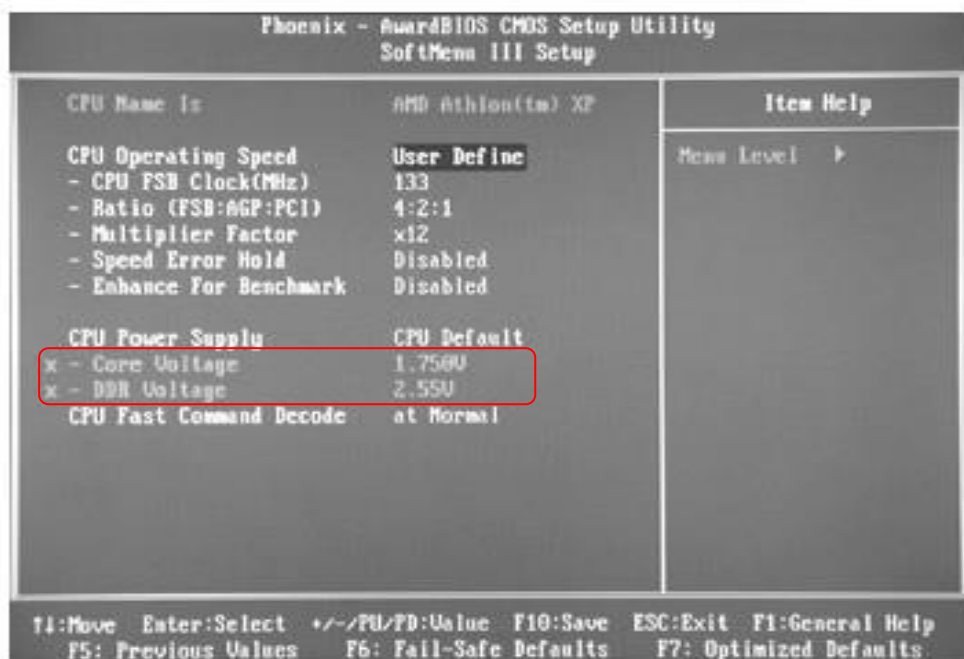 Phoenix - AwardBIOS CMOS Setup Utility
SoftMenu III Setup
CPU Name Is AMD Athlon(tm) XP
Item Help
CPU Operating Speed User Define
Menu Level ▶
- CPU FSB Clock(MHz) 133
- Ratio (FSB:AGP:PCI) 4:2:1
- Multiplier Factor x12
- Speed Error Hold Disabled
- Enhance For Benchmark Disabled
CPU Power Supply CPU Default
x - Core Voltage 1.750V
x - DDR Voltage 2.55V
CPU Fast Command Decode at Normal
↑↓:Move Enter:Select +/-/PU/PD:Value F10:Save ESC:Exit F1:General Help
F5: Previous Values F6: Fail-Safe Defaults F7: Optimized Defaults